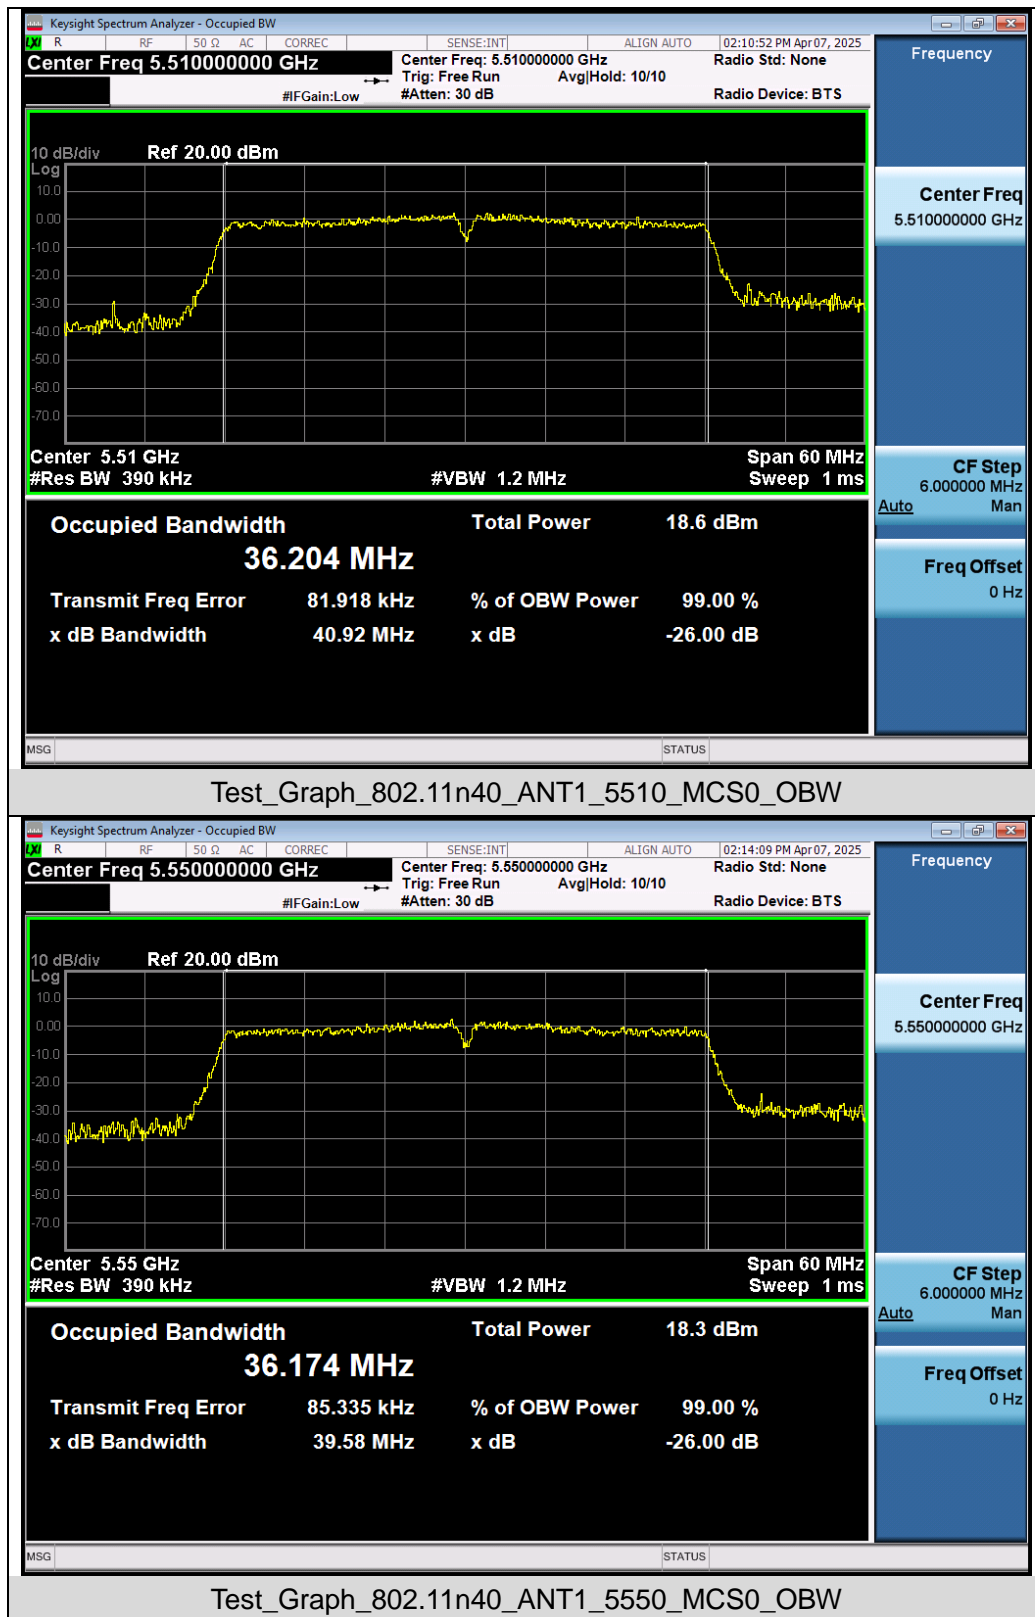 Keysight Spectrum Analyzer - Occupied BW
LXI R RF 50 Ω AC CORREC SENSE:INT ALIGN AUTO 02:10:52 PM Apr 07, 2025
Center Freq 5.510000000 GHz
Center Freq: 5.510000000 GHz
Radio Std: None
Trig: Free Run Avg|Hold: 10/10
#IFGain:Low #Atten: 30 dB Radio Device: BTS
10 dB/div Ref 20.00 dBm
Log
10.0
0.00
-10.0
-20.0
-30.0
-40.0
-50.0
-60.0
-70.0
Center 5.51 GHz Span 60 MHz
#Res BW 390 kHz #VBW 1.2 MHz Sweep 1 ms
Occupied Bandwidth Total Power 18.6 dBm
36.204 MHz
Transmit Freq Error 81.918 kHz % of OBW Power 99.00 %
x dB Bandwidth 40.92 MHz x dB -26.00 dB
MSG STATUS
Frequency
Center Freq
5.510000000 GHz
CF Step
6.000000 MHz
Auto Man
Freq Offset
0 Hz
Test_Graph_802.11n40_ANT1_5510_MCS0_OBW
Keysight Spectrum Analyzer - Occupied BW
LXI R RF 50 Ω AC CORREC SENSE:INT ALIGN AUTO 02:14:09 PM Apr 07, 2025
Center Freq 5.550000000 GHz
Center Freq: 5.550000000 GHz
Radio Std: None
Trig: Free Run Avg|Hold: 10/10
#IFGain:Low #Atten: 30 dB Radio Device: BTS
10 dB/div Ref 20.00 dBm
Log
10.0
0.00
-10.0
-20.0
-30.0
-40.0
-50.0
-60.0
-70.0
Center 5.55 GHz Span 60 MHz
#Res BW 390 kHz #VBW 1.2 MHz Sweep 1 ms
Occupied Bandwidth Total Power 18.3 dBm
36.174 MHz
Transmit Freq Error 85.335 kHz % of OBW Power 99.00 %
x dB Bandwidth 39.58 MHz x dB -26.00 dB
MSG STATUS
Frequency
Center Freq
5.550000000 GHz
CF Step
6.000000 MHz
Auto Man
Freq Offset
0 Hz
Test_Graph_802.11n40_ANT1_5550_MCS0_OBW